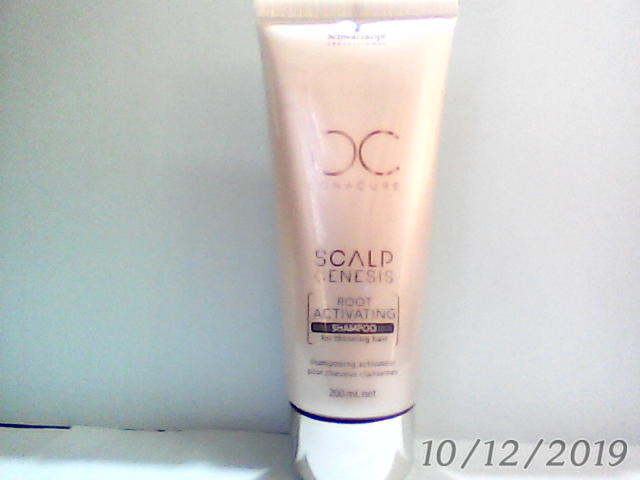 Schwarzkopf
PROFESSIONAL
BC
BONACURE
SCALP
GENESIS
ROOT
ACTIVATING
SHAMPOO
for thinning hair
shampooing activateur
pour cheveux clairsemés
200 mL net
10/12/2019